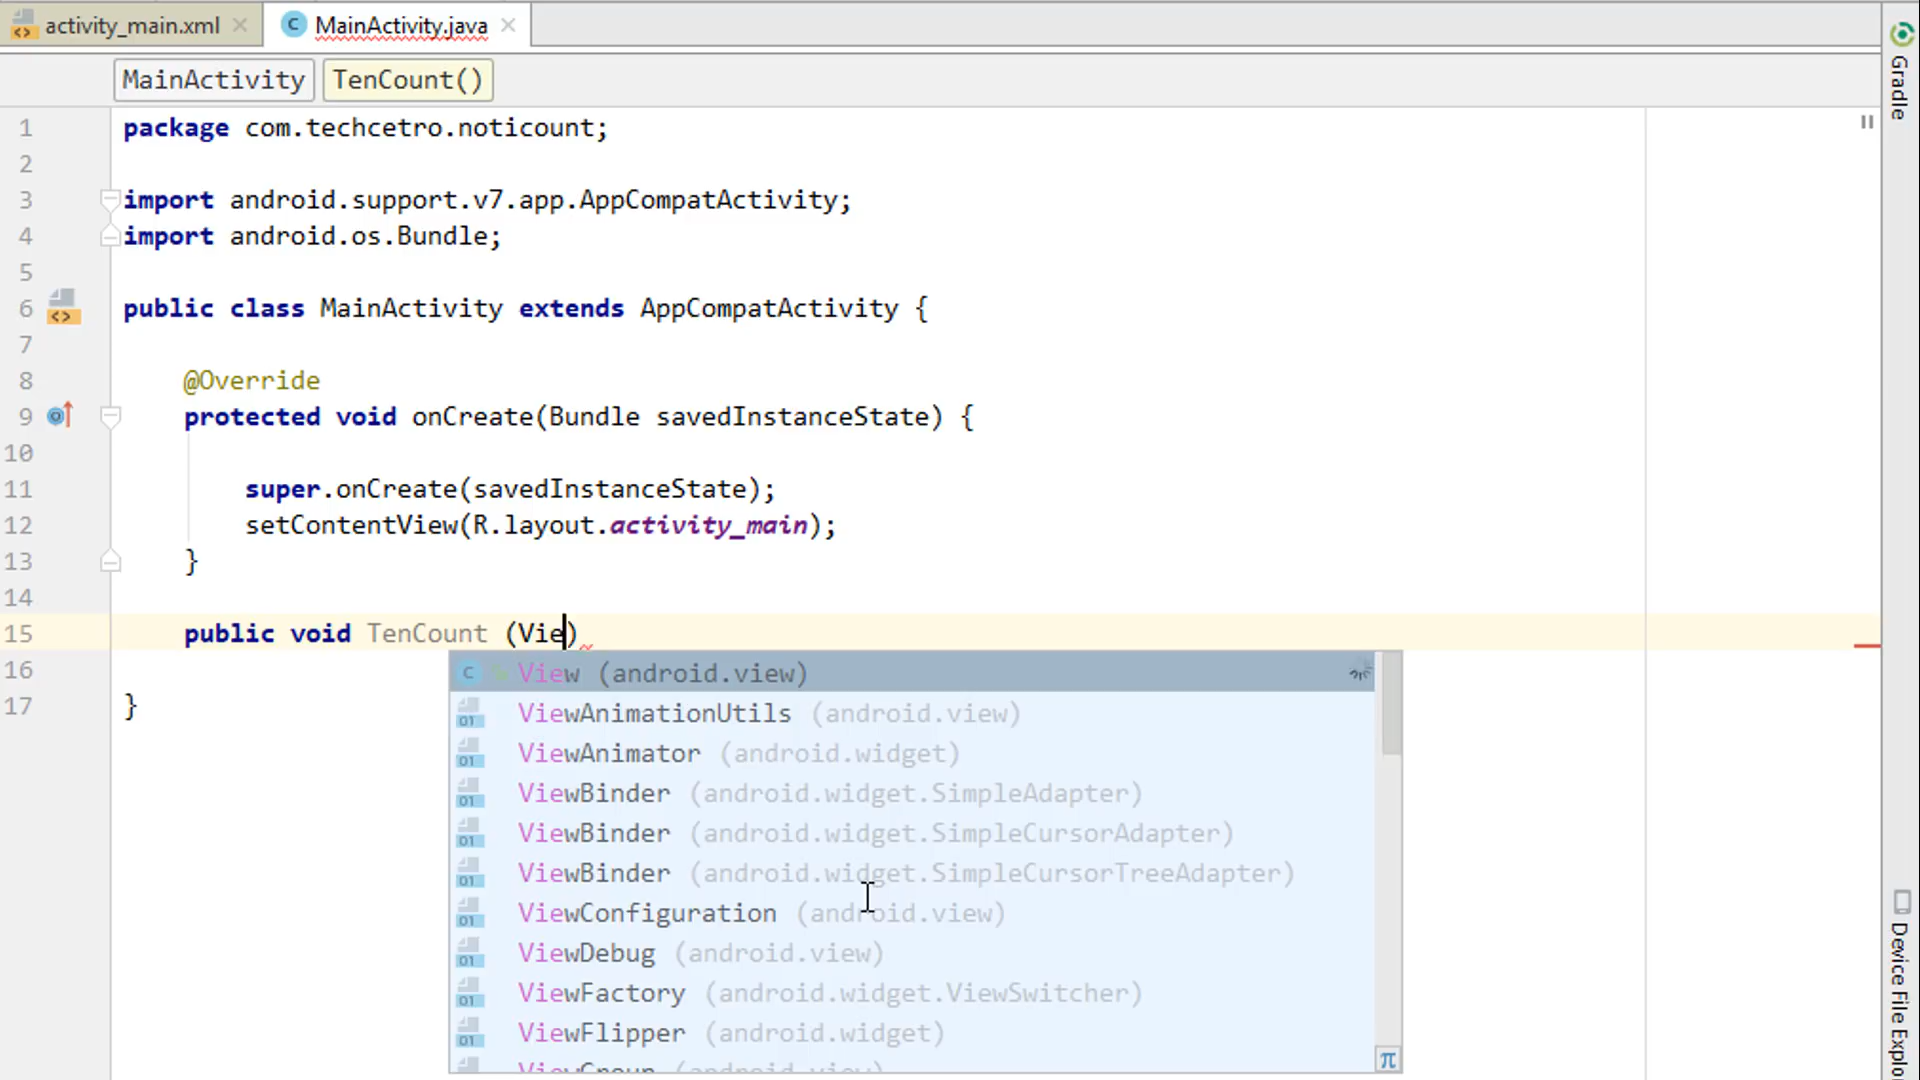 activity_main.xml
MainActivity.java
MainActivity
TenCount()
1 package com.techcetro.noticount;
2
3 import android.support.v7.app.AppCompatActivity;
4 import android.os.Bundle;
5
6 public class MainActivity extends AppCompatActivity {
7
8 @Override
9 protected void onCreate(Bundle savedInstanceState) {
10
11 super.onCreate(savedInstanceState);
12 setContentView(R.layout.activity_main);
13 }
14
15 public void TenCount (Vie)
16
17 }
View (android.view)
ViewAnimationUtils (android.view)
ViewAnimator (android.widget)
ViewBinder (android.widget.SimpleAdapter)
ViewBinder (android.widget.SimpleCursorAdapter)
ViewBinder (android.widget.SimpleCursorTreeAdapter)
ViewConfiguration (android.view)
ViewDebug (android.view)
ViewFactory (android.widget.ViewSwitcher)
ViewFlipper (android.widget)
ViewGroup (android.view)
π
Gradle
Device File Explo